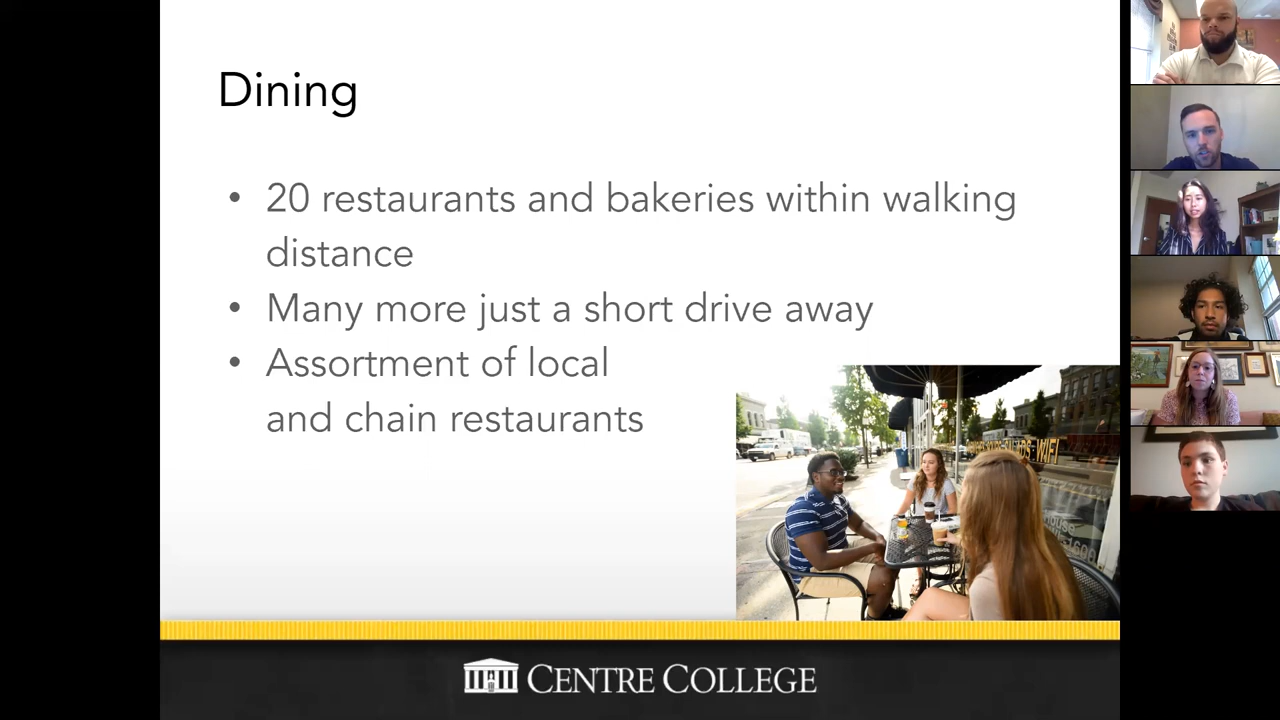 Dining
• 20 restaurants and bakeries within walking
distance
• Many more just a short drive away
• Assortment of local
and chain restaurants
WIFI
CENTRE COLLEGE